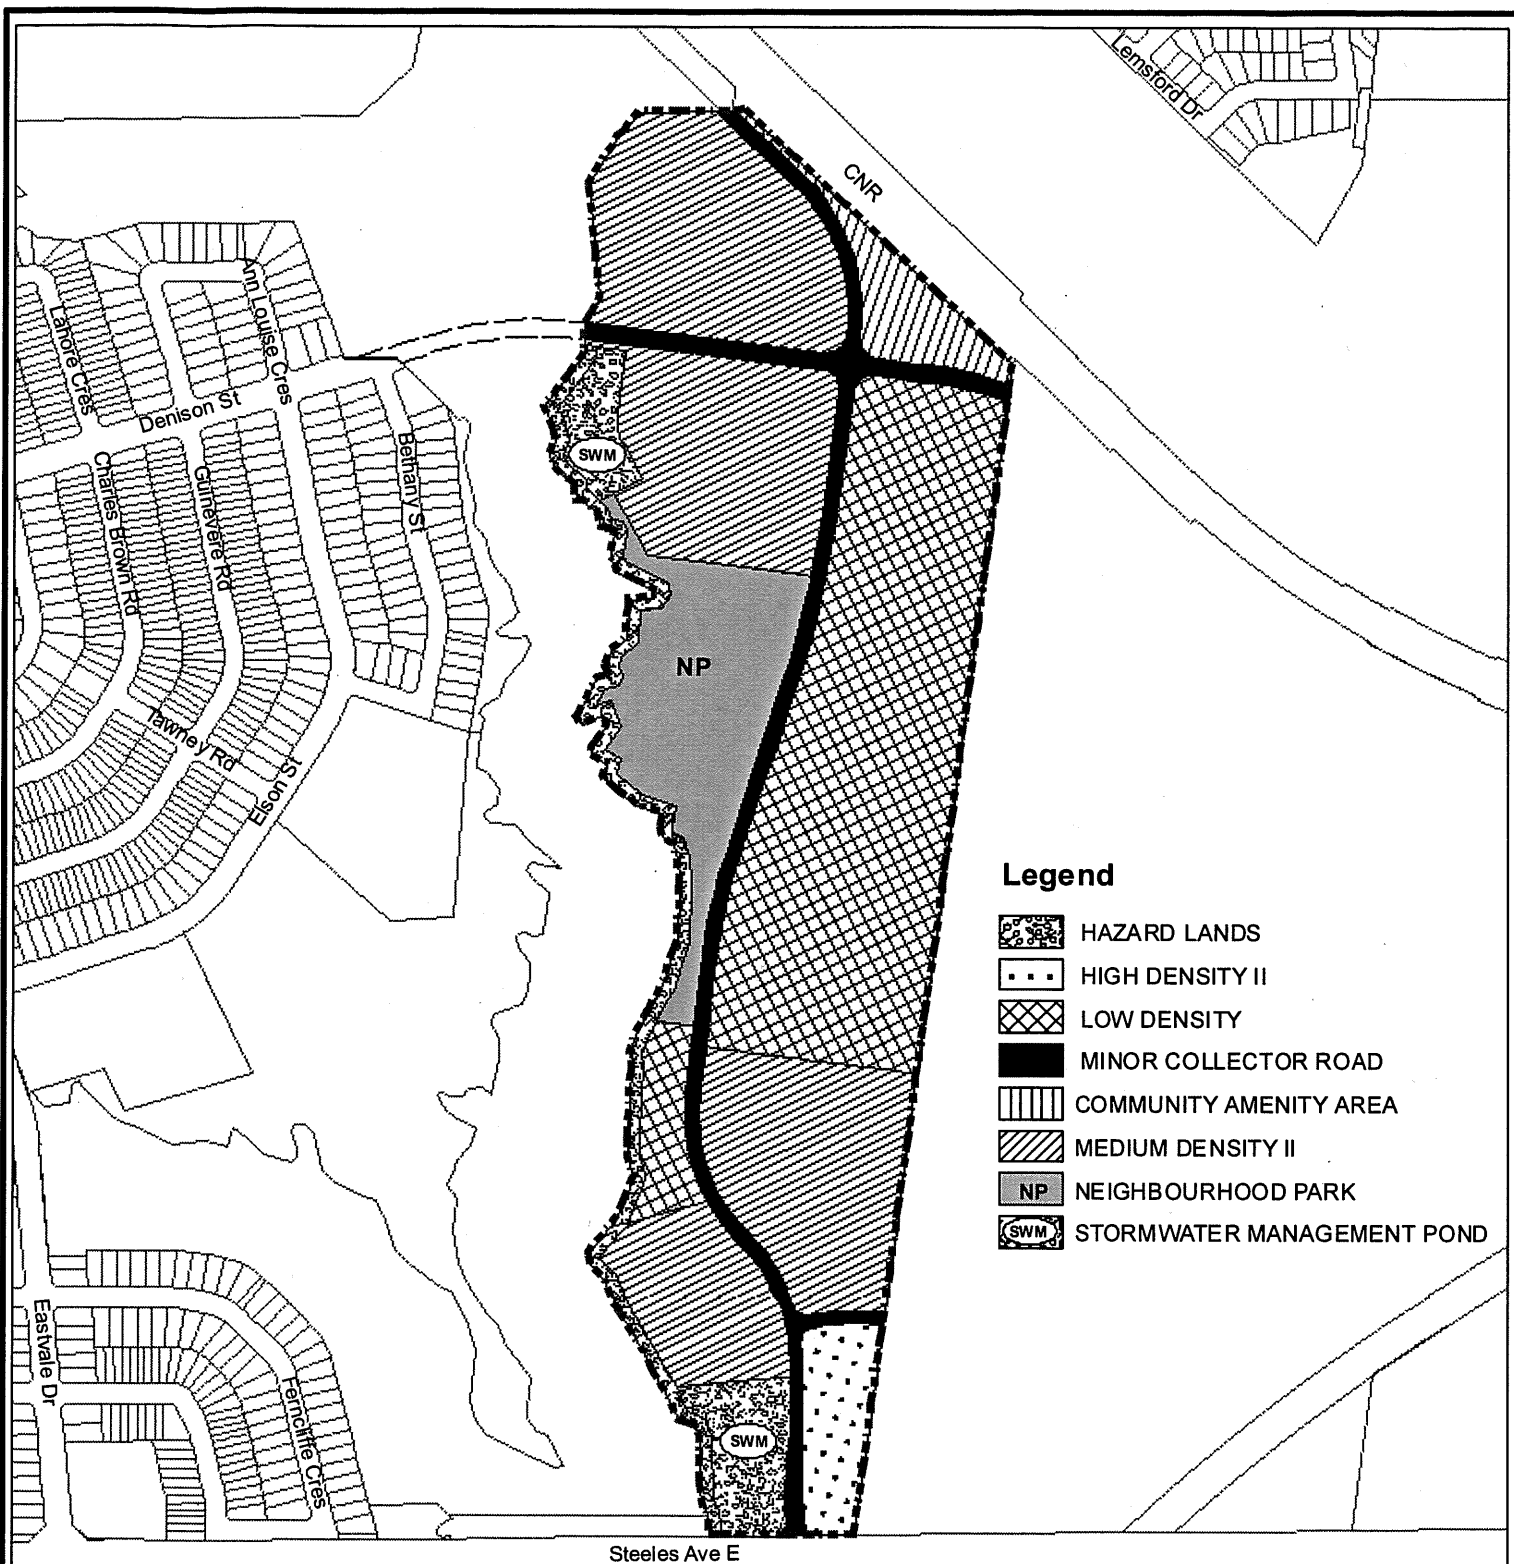 Lemsford Dr
CNR
Ann Louise Cres
Lahore Cres
Denison St
Bethany St
SWM
Charles Brown Rd
Guinevere Rd
NP
Tawney Rd
Elson St
Legend
HAZARD LANDS
HIGH DENSITY II
LOW DENSITY
MINOR COLLECTOR ROAD
COMMUNITY AMENITY AREA
MEDIUM DENSITY II
NP NEIGHBOURHOOD PARK
SWM STORMWATER MANAGEMENT POND
Eastvale Dr
Ferncliffe Cres
SWM
Steeles Ave E